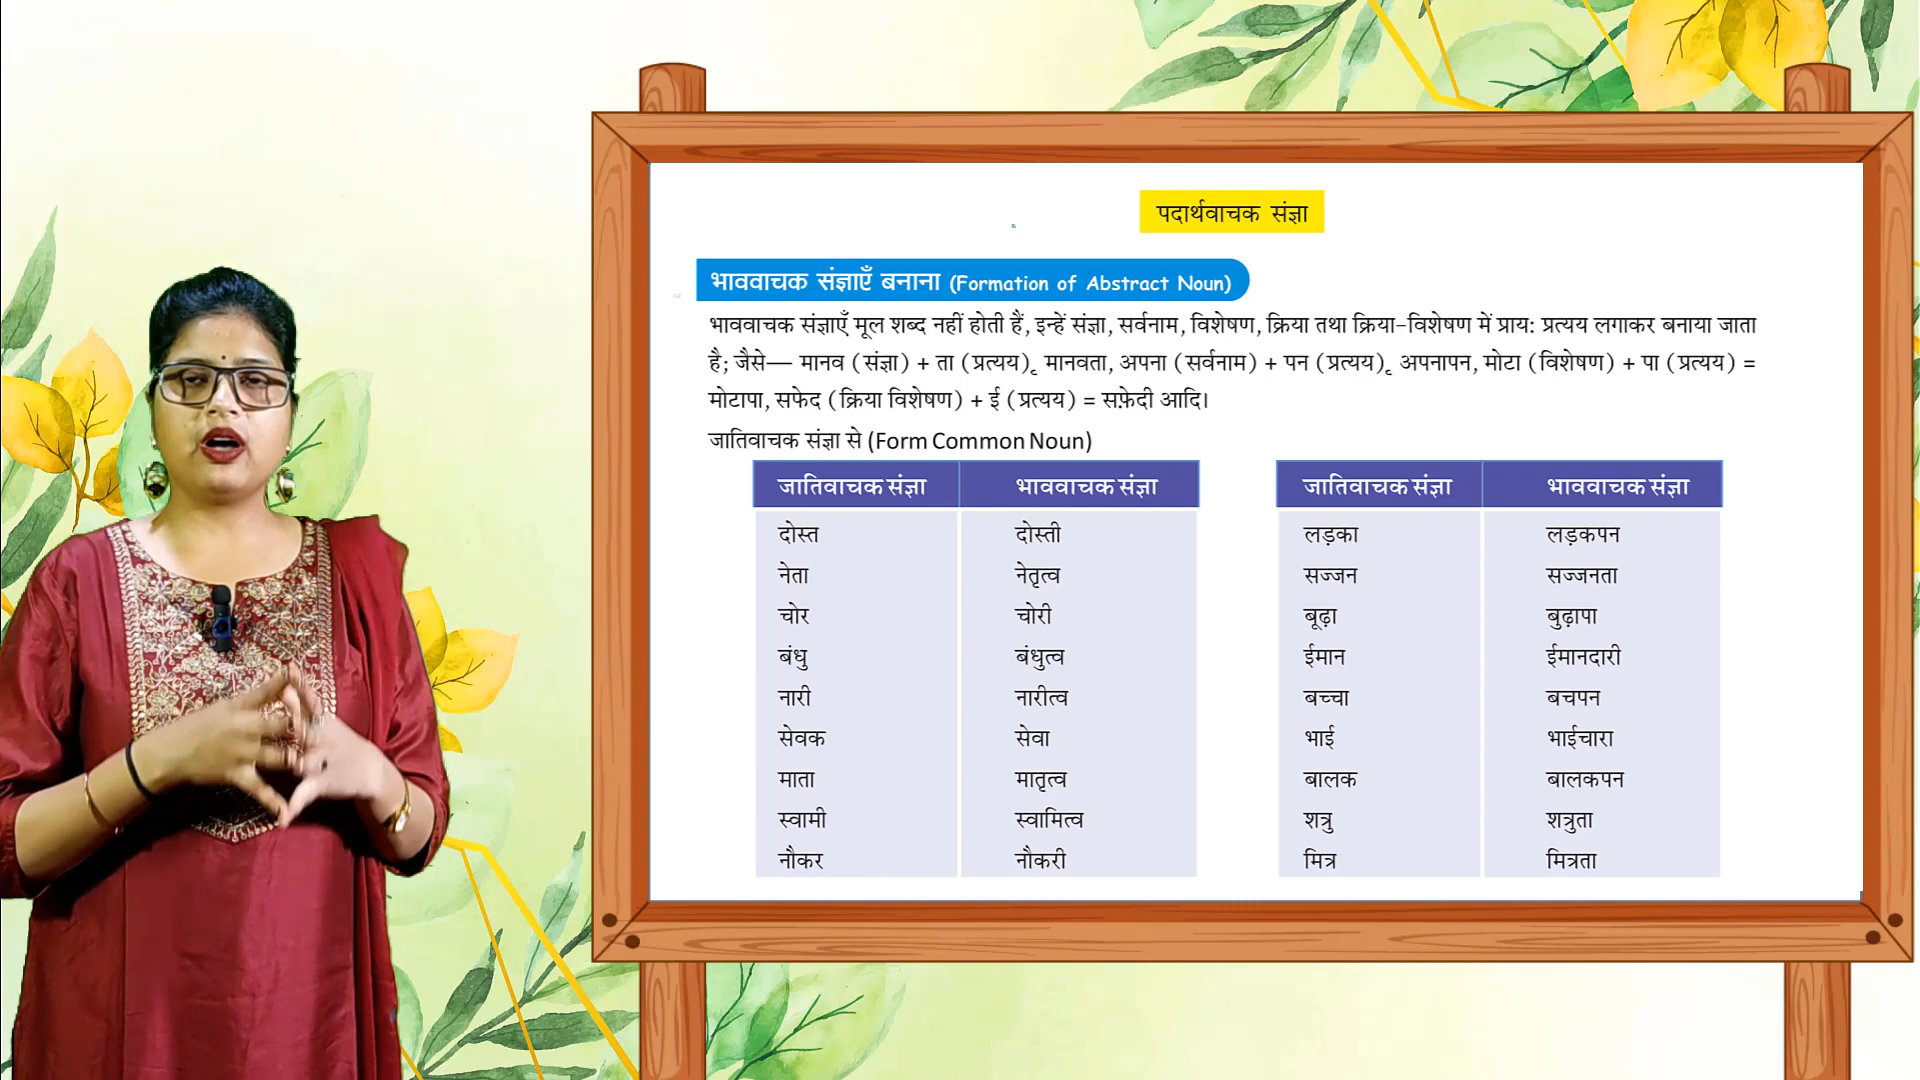 पदार्थवाचक संज्ञा
भाववाचक संज्ञाएँ बनाना (Formation of Abstract Noun)
भाववाचक संज्ञाएँ मूल शब्द नहीं होती हैं, इन्हें संज्ञा, सर्वनाम, विशेषण, क्रिया तथा क्रिया-विशेषण में प्राय: प्रत्यय लगाकर बनाया जाता
है; जैसे— मानव (संज्ञा) + ता (प्रत्यय)˛ मानवता, अपना (सर्वनाम) + पन (प्रत्यय)˛ अपनापन, मोटा (विशेषण) + पा (प्रत्यय) =
मोटापा, सफेद (क्रिया विशेषण) + ई (प्रत्यय) = सफ़ेदी आदि।
जातिवाचक संज्ञा से (Form Common Noun)
जातिवाचक संज्ञा भाववाचक संज्ञा जातिवाचक संज्ञा भाववाचक संज्ञा
दोस्त दोस्ती लड़का लड़कपन
नेता नेतृत्व सज्जन सज्जनता
चोर चोरी बूढ़ा बुढ़ापा
बंधु बंधुत्व ईमान ईमानदारी
नारी नारीत्व बच्चा बचपन
सेवक सेवा भाई भाईचारा
माता मातृत्व बालक बालकपन
स्वामी स्वामित्व शत्रु शत्रुता
नौकर नौकरी मित्र मित्रता